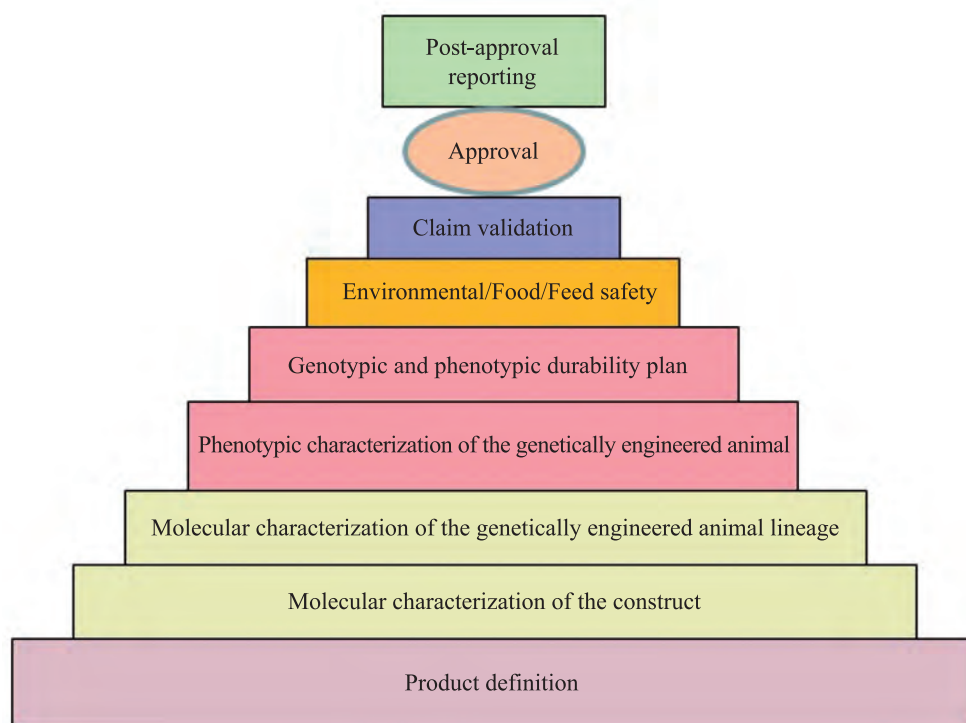 Post-approval
reporting
Approval
Claim validation
Environmental/Food/Feed safety
Genotypic and phenotypic durability plan
Phenotypic characterization of the genetically engineered animal
Molecular characterization of the genetically engineered animal lineage
Molecular characterization of the construct
Product definition